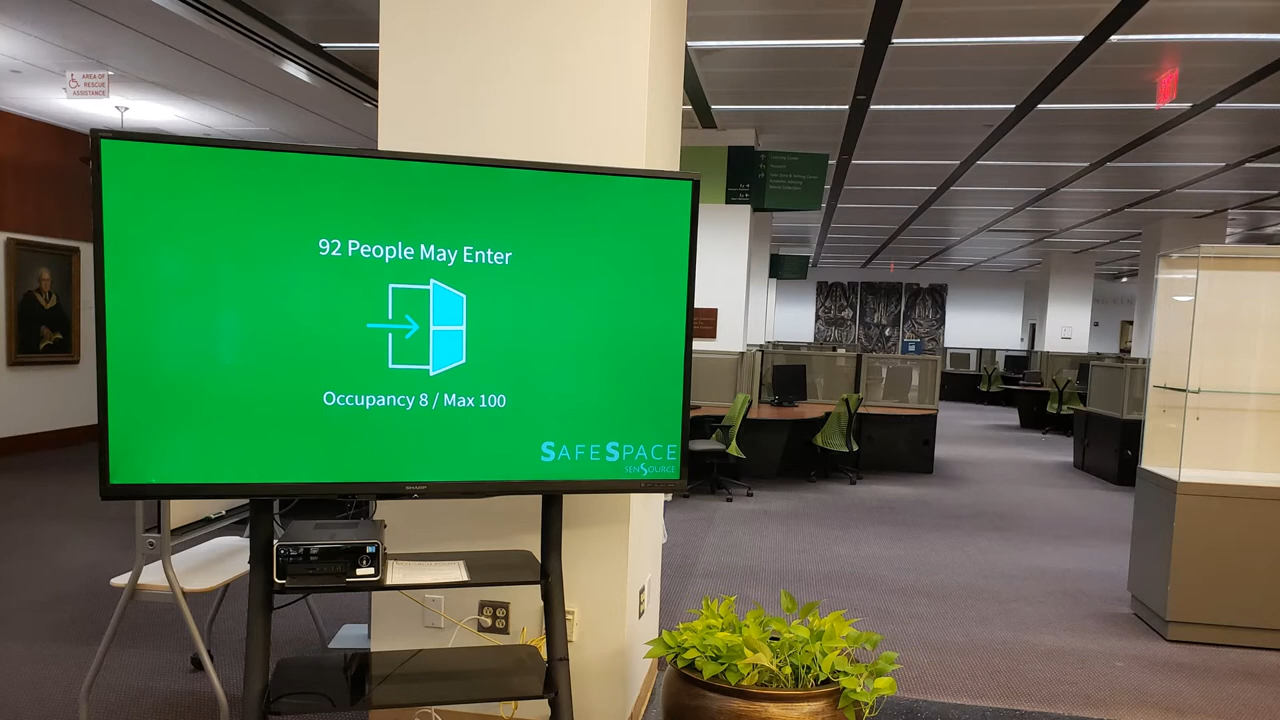 AREA OF
RESCUE
ASSISTANCE
92 People May Enter
Occupancy 8 / Max 100
SAFESPACE
SENSOURCE
SHARP